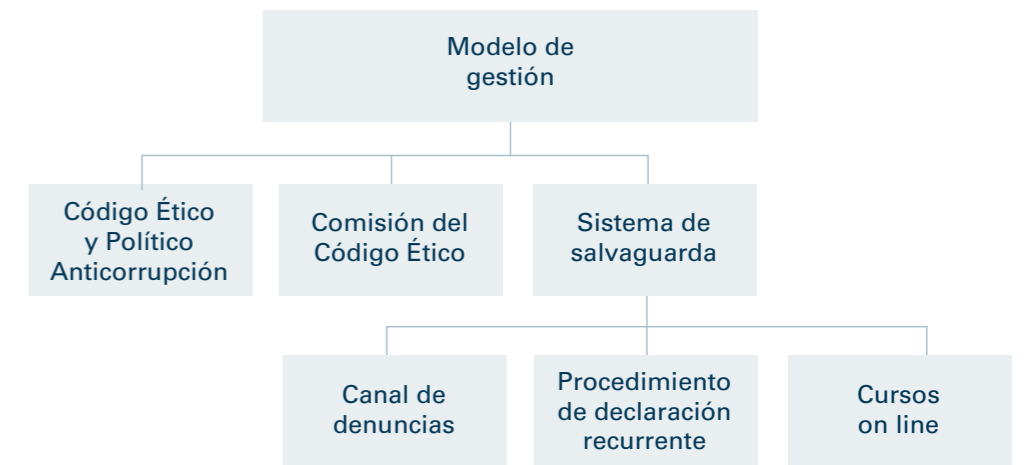 Modelo de
gestión
Código Ético
y Político
Anticorrupción
Comisión del
Código Ético
Sistema de
salvaguarda
Canal de
denuncias
Procedimiento
de declaración
recurrente
Cursos
on line